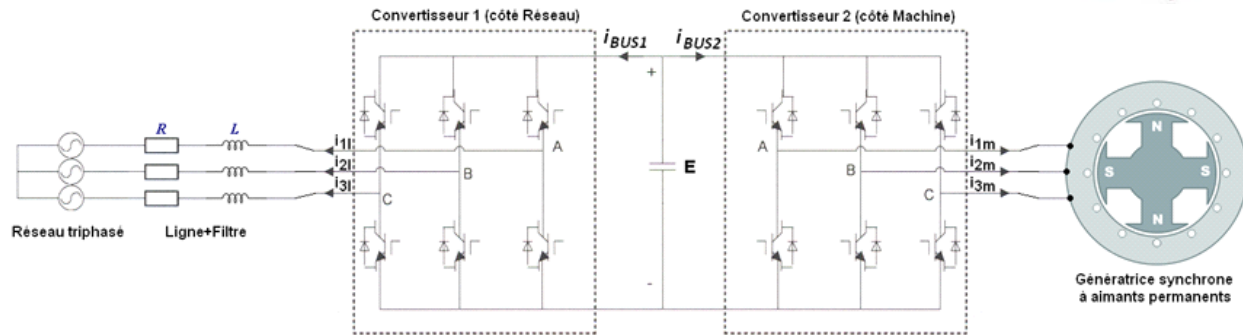 Convertisseur 1 (côté Réseau)
Convertisseur 2 (côté Machine)
iBUS1
iBUS2
+
R
L
N
i1l
A
A
i1m
i2l
B
E
B
i2m
S
S
i3l
C
C
i3m
N
-
Réseau triphasé
Ligne+Filtre
Génératrice synchrone
à aimants permanents